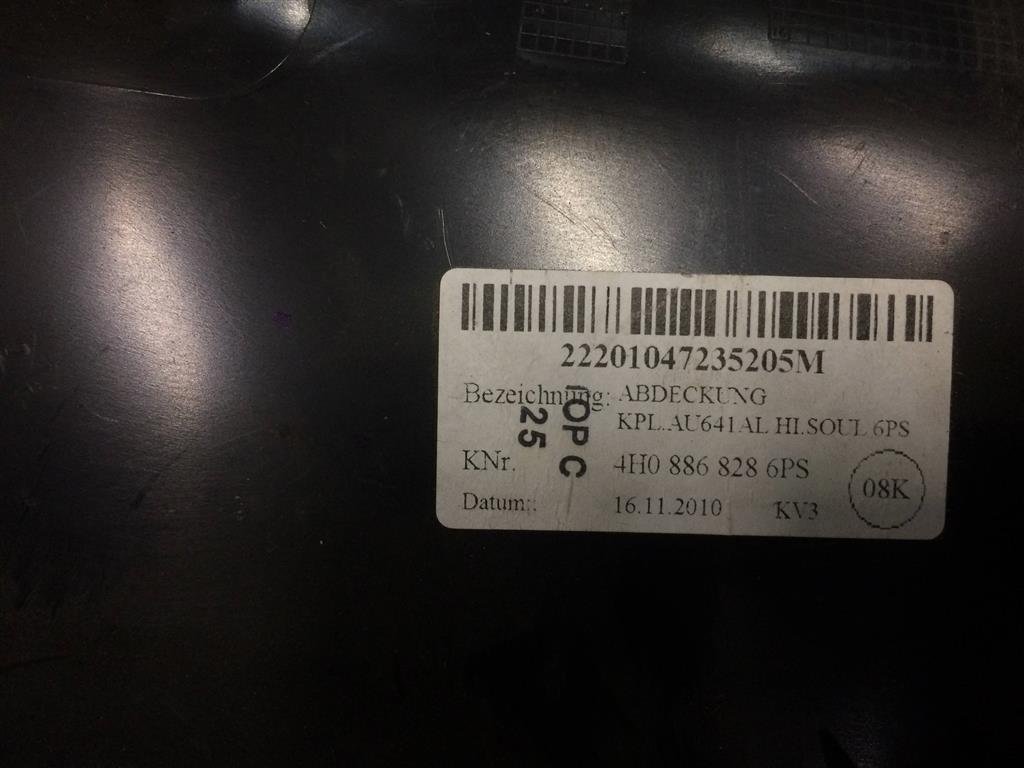 22201047235205M
Bezeichnung: ABDECKUNG
KPL.AU641AL HI.SOUL 6PS
KNr. 4H0 886 828 6PS
08K
Datum:: 16.11.2010 KV3
OP C
25